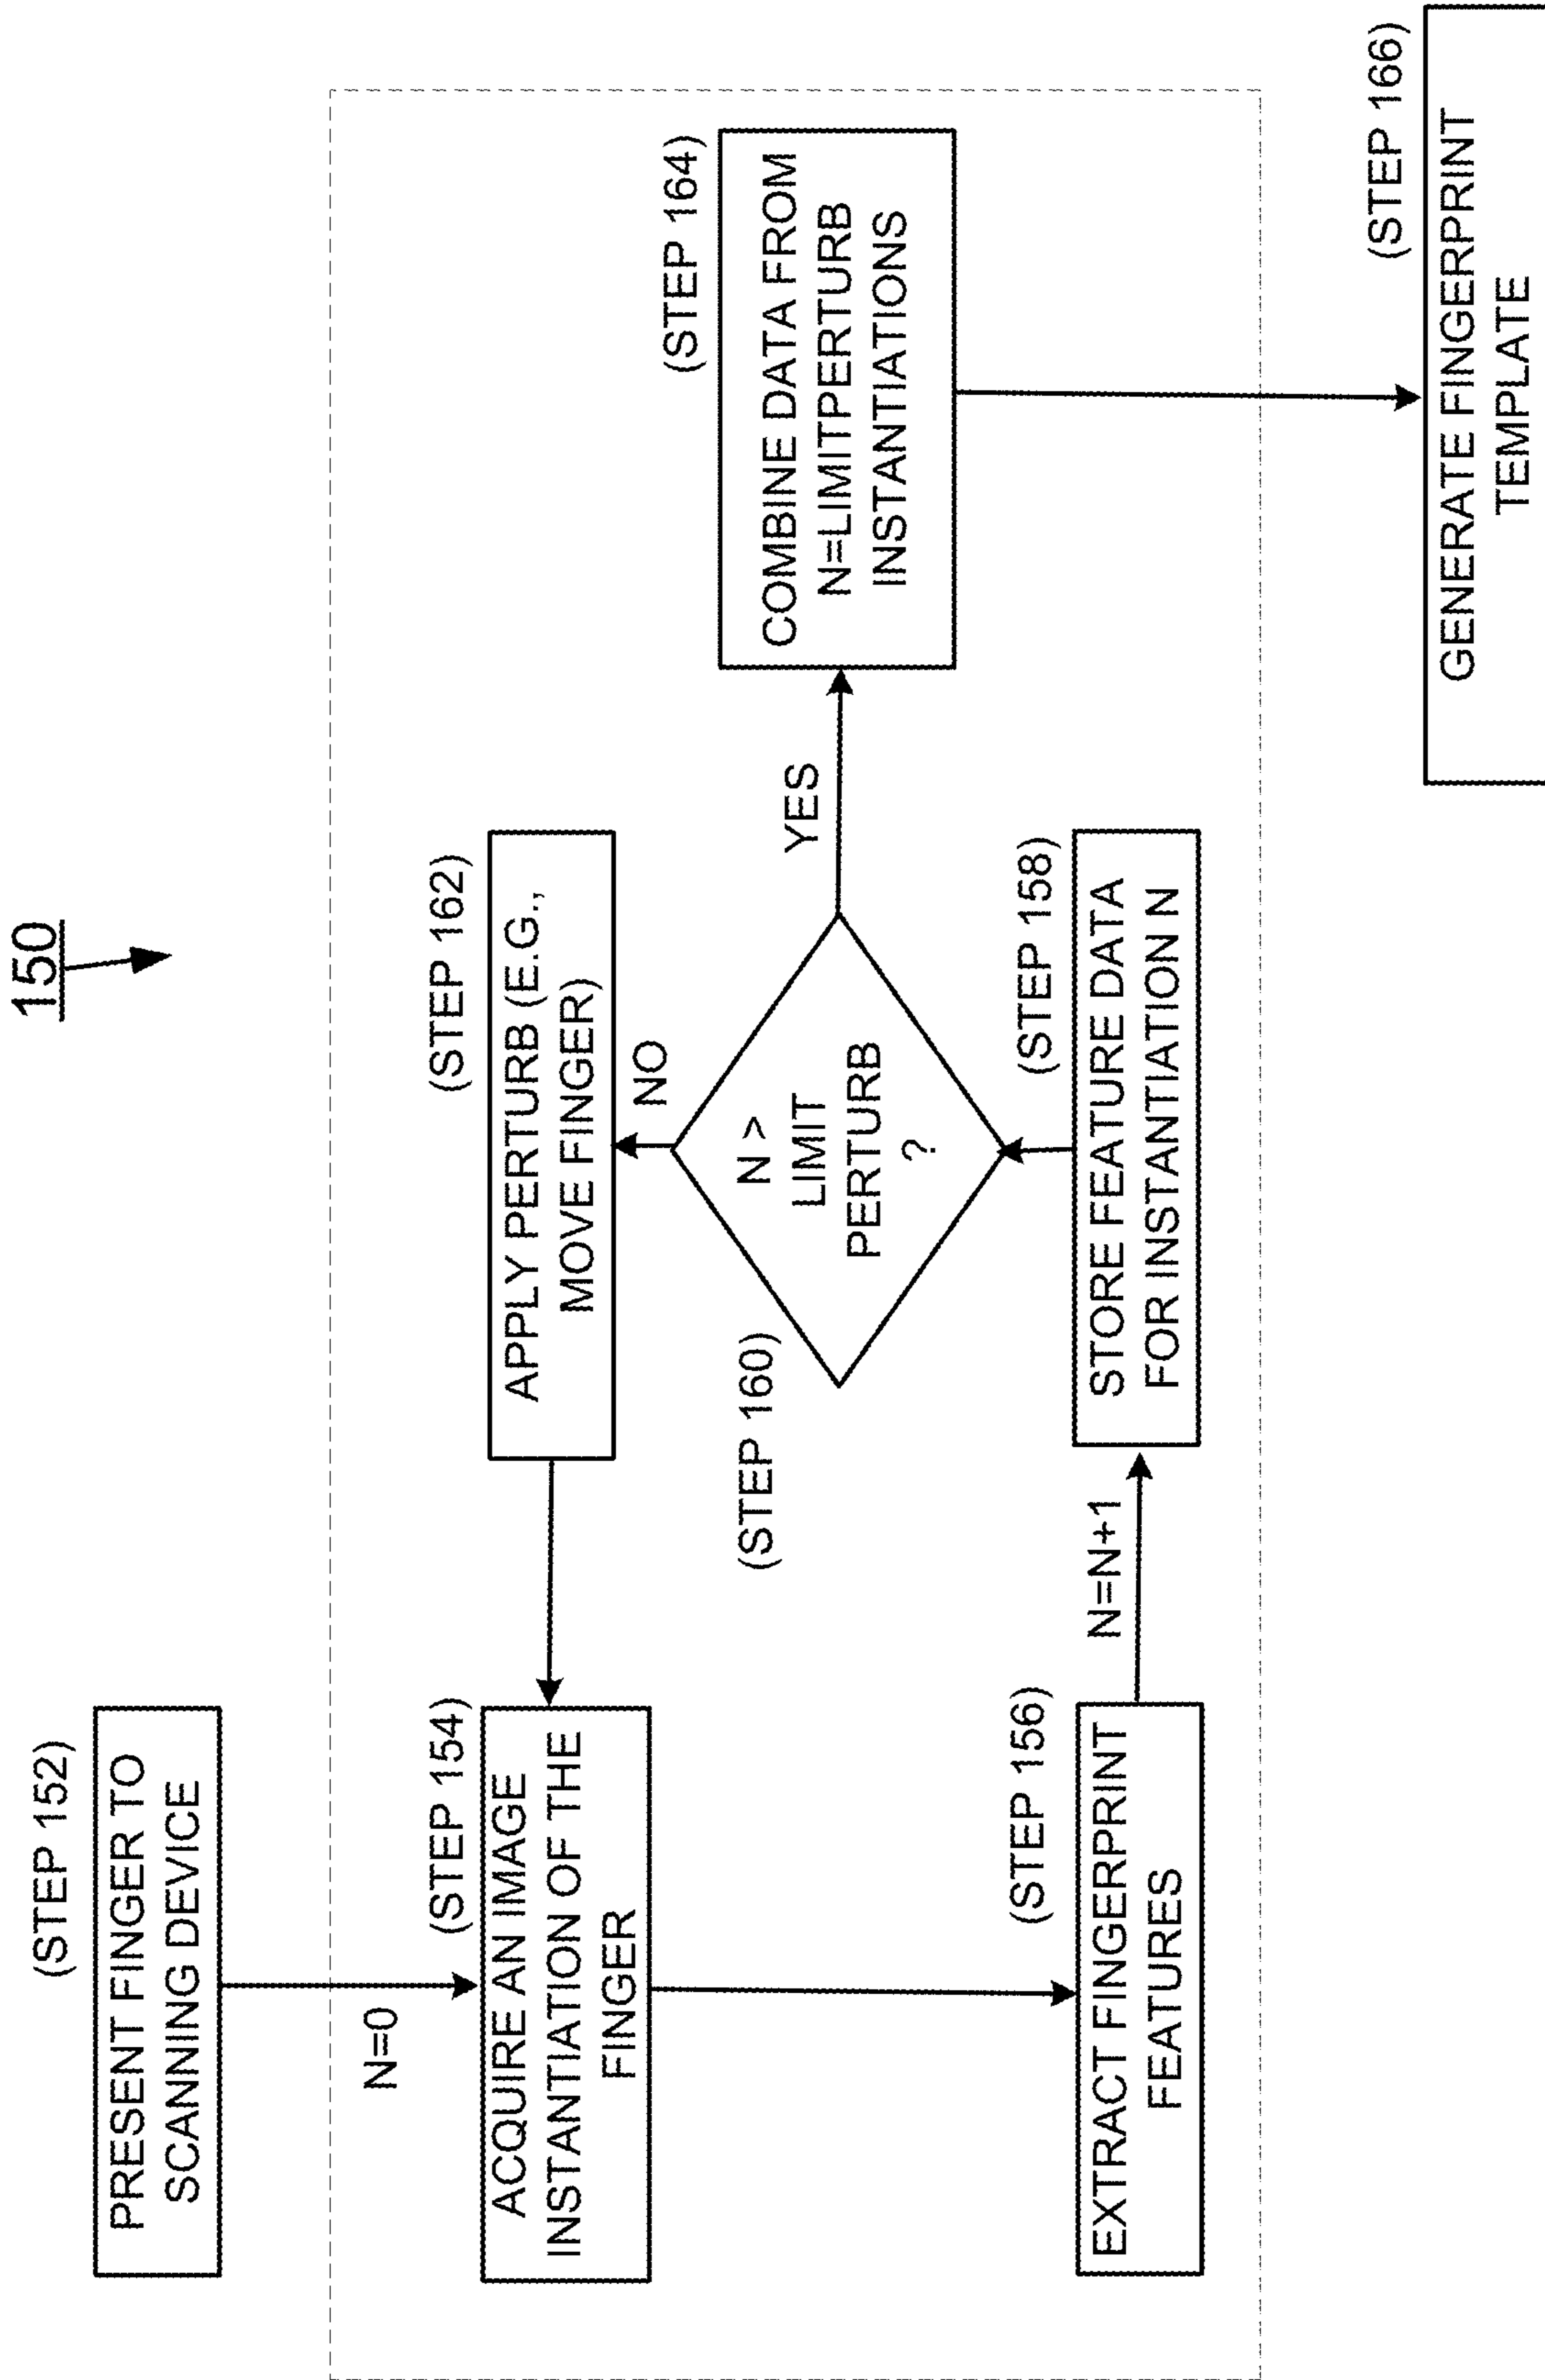 150
(STEP 152)
PRESENT FINGER TO
SCANNING DEVICE
N=0
(STEP 154)
ACQUIRE AN IMAGE
INSTANTIATION OF THE
FINGER
(STEP 156)
EXTRACT FINGERPRINT
FEATURES
N=N+1
(STEP 158)
STORE FEATURE DATA
FOR INSTANTIATION N
(STEP 160)
N >
LIMIT
PERTURB
?
NO
(STEP 162)
APPLY PERTURB (E.G.,
MOVE FINGER)
YES
(STEP 164)
COMBINE DATA FROM
N=LIMITPERTURB
INSTANTIATIONS
(STEP 166)
GENERATE FINGERPRINT
TEMPLATE